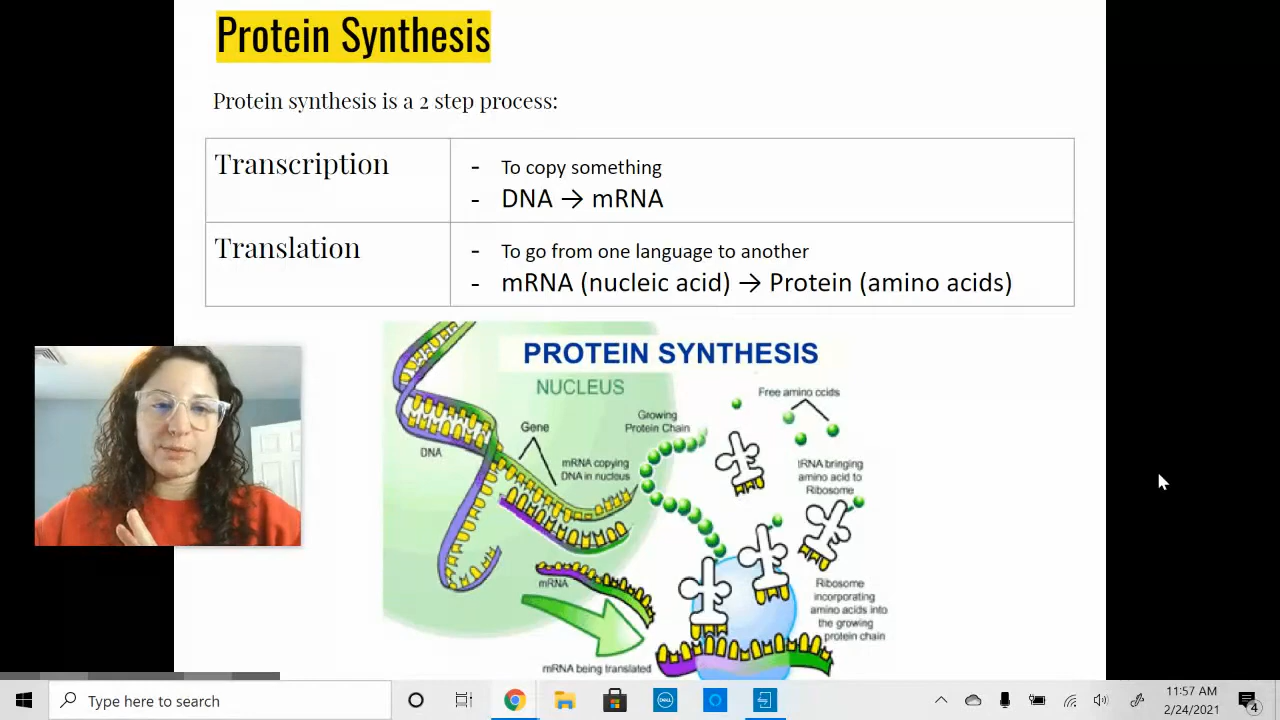 Protein Synthesis
Protein synthesis is a 2 step process:
Transcription
- To copy something
- DNA → mRNA
Translation
- To go from one language to another
- mRNA (nucleic acid) → Protein (amino acids)
PROTEIN SYNTHESIS
NUCLEUS
Free amino ccids
Growing
Protein Chain
Gene
DNA
mRNA copying
DNA in nucleus
tRNA bringing
amino acid to
Ribosome
mRNA
Ribosome
incorporating
amino acids into
the growing
protein chain
mRNA being translated
Type here to search
DELL
11:57 AM
2/24/2021
4